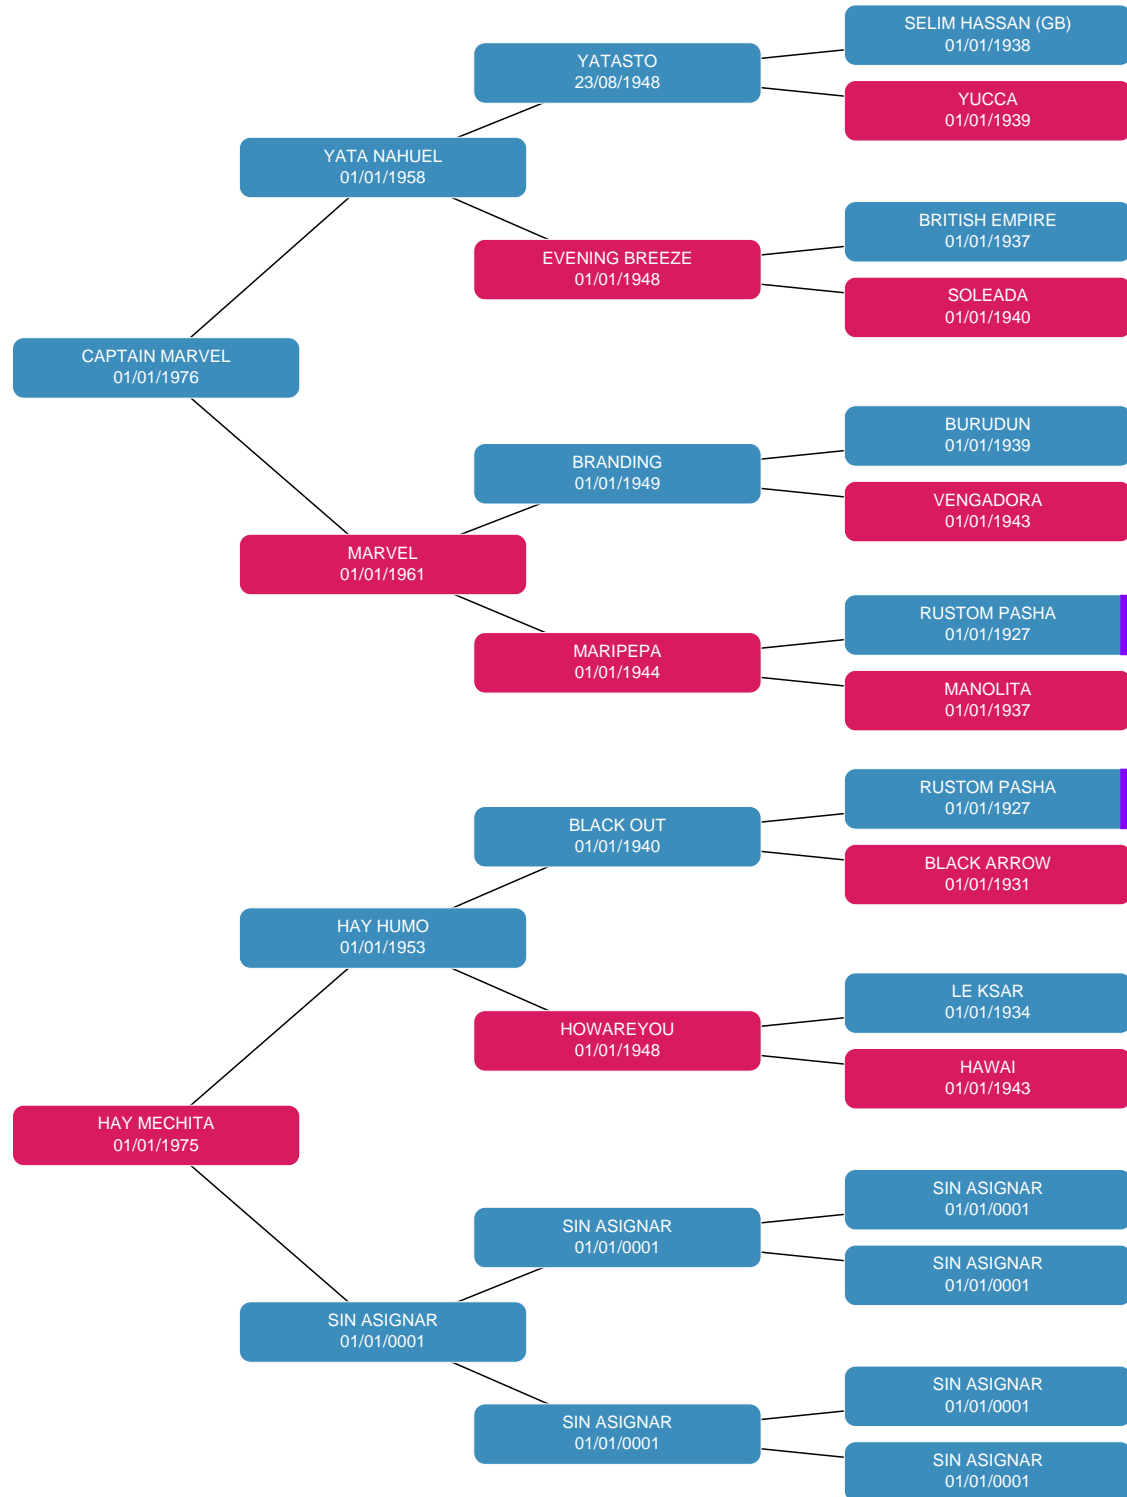 SELIM HASSAN (GB)
01/01/1938
YATASTO
23/08/1948
YUCCA
01/01/1939
YATA NAHUEL
01/01/1958
BRITISH EMPIRE
01/01/1937
EVENING BREEZE
01/01/1948
SOLEADA
01/01/1940
CAPTAIN MARVEL
01/01/1976
BURUDUN
01/01/1939
BRANDING
01/01/1949
VENGADORA
01/01/1943
MARVEL
01/01/1961
RUSTOM PASHA
01/01/1927
MARIPEPA
01/01/1944
MANOLITA
01/01/1937
RUSTOM PASHA
01/01/1927
BLACK OUT
01/01/1940
BLACK ARROW
01/01/1931
HAY HUMO
01/01/1953
LE KSAR
01/01/1934
HOWAREYOU
01/01/1948
HAWAI
01/01/1943
HAY MECHITA
01/01/1975
SIN ASIGNAR
01/01/0001
SIN ASIGNAR
01/01/0001
SIN ASIGNAR
01/01/0001
SIN ASIGNAR
01/01/0001
SIN ASIGNAR
01/01/0001
SIN ASIGNAR
01/01/0001
SIN ASIGNAR
01/01/0001